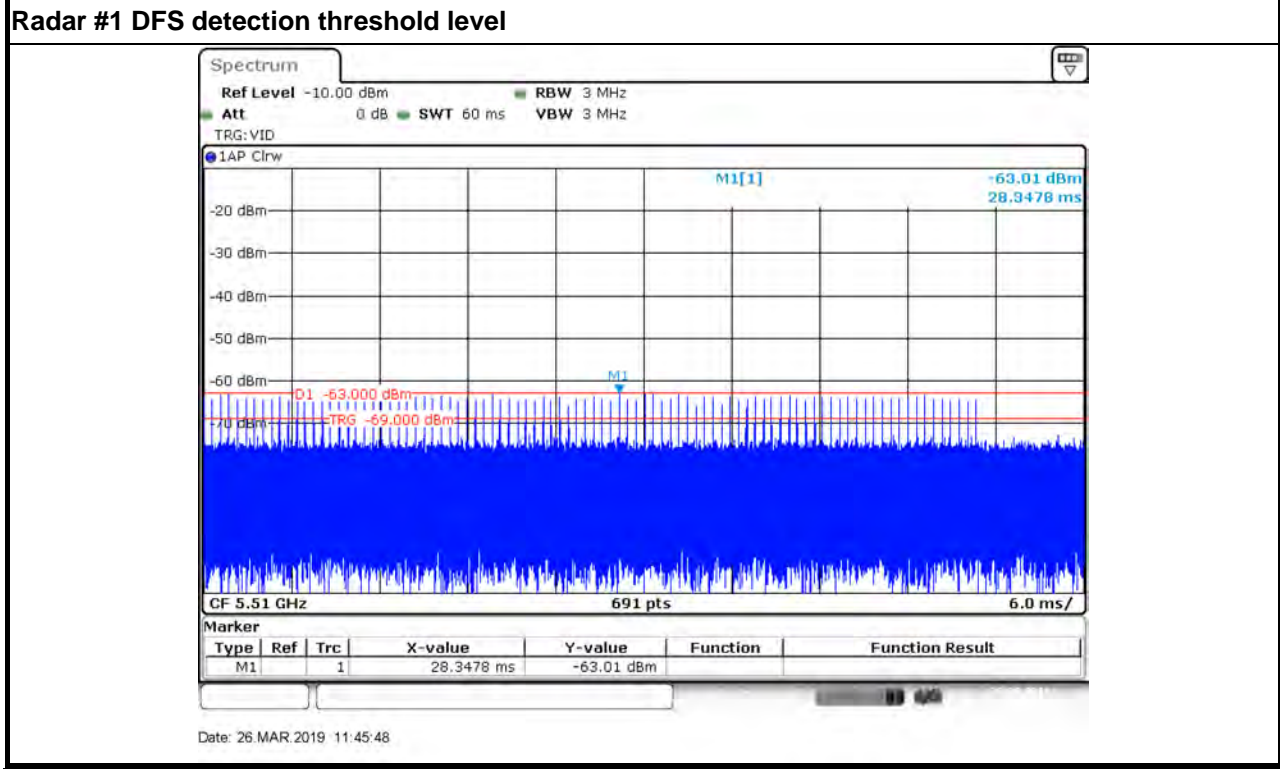 Radar #1 DFS detection threshold level
Spectrum
Ref Level -10.00 dBm RBW 3 MHz
Att 0 dB SWT 60 ms VBW 3 MHz
TRG:VID
1AP Clrw
M1[1] -63.01 dBm
28.3478 ms
-20 dBm
-30 dBm
-40 dBm
-50 dBm
-60 dBm
M1
D1 -63.000 dBm
TRG -69.000 dBm
-70 dBm
CF 5.51 GHz 691 pts 6.0 ms/
Marker
Type Ref Trc X-value Y-value Function Function Result
M1 1 28.3478 ms -63.01 dBm
Date: 26.MAR.2019 11:45:48